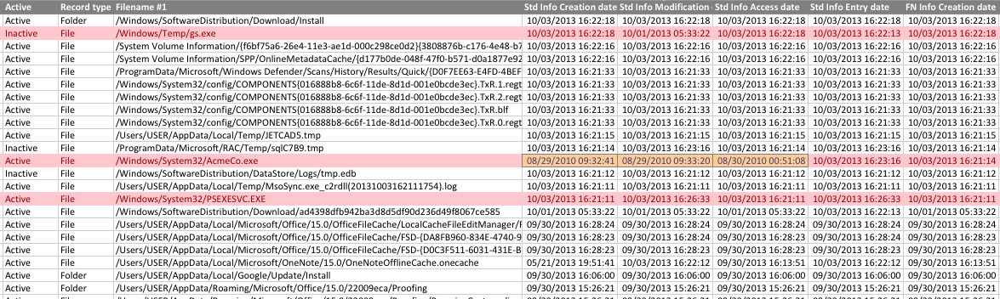 Active Record type Filename #1 Std Info Creation date Std Info Modification Std Info Access date Std Info Entry date FN Info Creation date
Active Folder /Windows/SoftwareDistribution/Download/Install 10/03/2013 16:22:18 10/03/2013 16:22:18 10/03/2013 16:22:18 10/03/2013 16:22:18 10/03/2013 16:22:18
Inactive File /Windows/Temp/gs.exe 10/03/2013 16:22:18 10/01/2013 05:33:22 10/03/2013 16:22:18 10/03/2013 16:22:13 10/03/2013 16:22:18
Active File /System Volume Information/{f6bf75a6-26e4-11e3-ae1d-000c298ce0d2}{3808876b-c176-4e48-b7 10/03/2013 16:22:16 10/03/2013 16:22:16 10/03/2013 16:22:16 10/03/2013 16:22:16 10/03/2013 16:22:16
Active File /System Volume Information/SPP/OnlineMetadataCache/{d177b0de-048f-47f0-b571-d0a1877e92 10/03/2013 16:22:16 10/03/2013 16:22:16 10/03/2013 16:22:16 10/03/2013 16:22:16 10/03/2013 16:22:16
Active File /ProgramData/Microsoft/Windows Defender/Scans/History/Results/Quick/{D0F7EE63-E4FD-4BEF 10/03/2013 16:21:33 10/03/2013 16:21:33 10/03/2013 16:21:33 10/03/2013 16:21:33 10/03/2013 16:21:33
Active File /Windows/System32/config/COMPONENTS{016888b8-6c6f-11de-8d1d-001e0bcde3ec}.TxR.1.regt 10/03/2013 16:21:33 10/03/2013 16:21:33 10/03/2013 16:21:33 10/03/2013 16:21:33 10/03/2013 16:21:33
Active File /Windows/System32/config/COMPONENTS{016888b8-6c6f-11de-8d1d-001e0bcde3ec}.TxR.2.regt 10/03/2013 16:21:33 10/03/2013 16:21:33 10/03/2013 16:21:33 10/03/2013 16:21:33 10/03/2013 16:21:33
Active File /Windows/System32/config/COMPONENTS{016888b8-6c6f-11de-8d1d-001e0bcde3ec}.TxR.blf 10/03/2013 16:21:33 10/03/2013 16:21:33 10/03/2013 16:21:33 10/03/2013 16:21:33 10/03/2013 16:21:33
Active File /Windows/System32/config/COMPONENTS{016888b8-6c6f-11de-8d1d-001e0bcde3ec}.TxR.0.regt 10/03/2013 16:21:33 10/03/2013 16:21:33 10/03/2013 16:21:33 10/03/2013 16:21:33 10/03/2013 16:21:33
Active File /Users/USER/AppData/Local/Temp/JETCAD5.tmp 10/03/2013 16:21:15 10/03/2013 16:21:15 10/03/2013 16:21:15 10/03/2013 16:21:15 10/03/2013 16:21:15
Inactive File /ProgramData/Microsoft/RAC/Temp/sqlC7B9.tmp 10/03/2013 16:21:14 10/03/2013 16:23:16 10/03/2013 16:21:14 10/03/2013 16:23:16 10/03/2013 16:21:14
Active File /Windows/System32/AcmeCo.exe 08/29/2010 09:32:41 08/29/2010 09:33:20 08/30/2010 00:51:08 10/03/2013 16:23:16 10/03/2013 16:21:14
Inactive File /Windows/SoftwareDistribution/DataStore/Logs/tmp.edb 10/03/2013 16:21:12 10/03/2013 16:21:12 10/03/2013 16:21:12 10/03/2013 16:21:12 10/03/2013 16:21:12
Active File /Users/USER/AppData/Local/Temp/MsoSync.exe_c2rdll(20131003162111754).log 10/03/2013 16:21:11 10/03/2013 16:21:11 10/03/2013 16:21:11 10/03/2013 16:21:11 10/03/2013 16:21:11
Active File /Windows/System32/PSEXESVC.EXE 10/03/2013 16:21:11 10/03/2013 16:26:33 10/03/2013 16:21:11 10/03/2013 16:26:33 10/03/2013 16:21:11
Active File /Windows/SoftwareDistribution/Download/ad4398dfb942ba3d8d5df90d236d49f8067ce585 10/01/2013 05:33:22 10/01/2013 05:33:22 10/01/2013 05:33:22 10/03/2013 16:22:13 10/01/2013 05:33:22
Active File /Users/USER/AppData/Local/Microsoft/Office/15.0/OfficeFileCache/LocalCacheFileEditManager/F 09/30/2013 16:28:24 09/30/2013 16:28:24 09/30/2013 16:28:24 09/30/2013 16:28:24 09/30/2013 16:28:24
Active File /Users/USER/AppData/Local/Microsoft/Office/15.0/OfficeFileCache/FSD-{DA8FB960-834E-4740-9 09/30/2013 16:28:23 09/30/2013 16:28:23 09/30/2013 16:28:23 09/30/2013 16:28:23 09/30/2013 16:28:23
Active File /Users/USER/AppData/Local/Microsoft/Office/15.0/OfficeFileCache/FSD-{D0C3F511-6031-431E-B 09/30/2013 16:28:23 09/30/2013 16:28:23 09/30/2013 16:28:23 09/30/2013 16:28:23 09/30/2013 16:28:23
Active File /Users/USER/AppData/Local/Microsoft/OneNote/15.0/OneNoteOfflineCache.onecache 05/21/2013 19:51:41 10/03/2013 16:22:12 09/30/2013 16:13:51 10/03/2013 16:22:12 09/30/2013 16:13:51
Active Folder /Users/USER/AppData/Local/Google/Update/Install 09/30/2013 16:06:00 09/30/2013 16:06:00 09/30/2013 16:06:00 09/30/2013 16:06:00 09/30/2013 16:06:00
Active Folder /Users/USER/AppData/Roaming/Microsoft/Office/15.0/22009eca/Proofing 09/30/2013 15:26:21 09/30/2013 15:26:21 09/30/2013 15:26:21 09/30/2013 15:26:21 09/30/2013 15:26:21